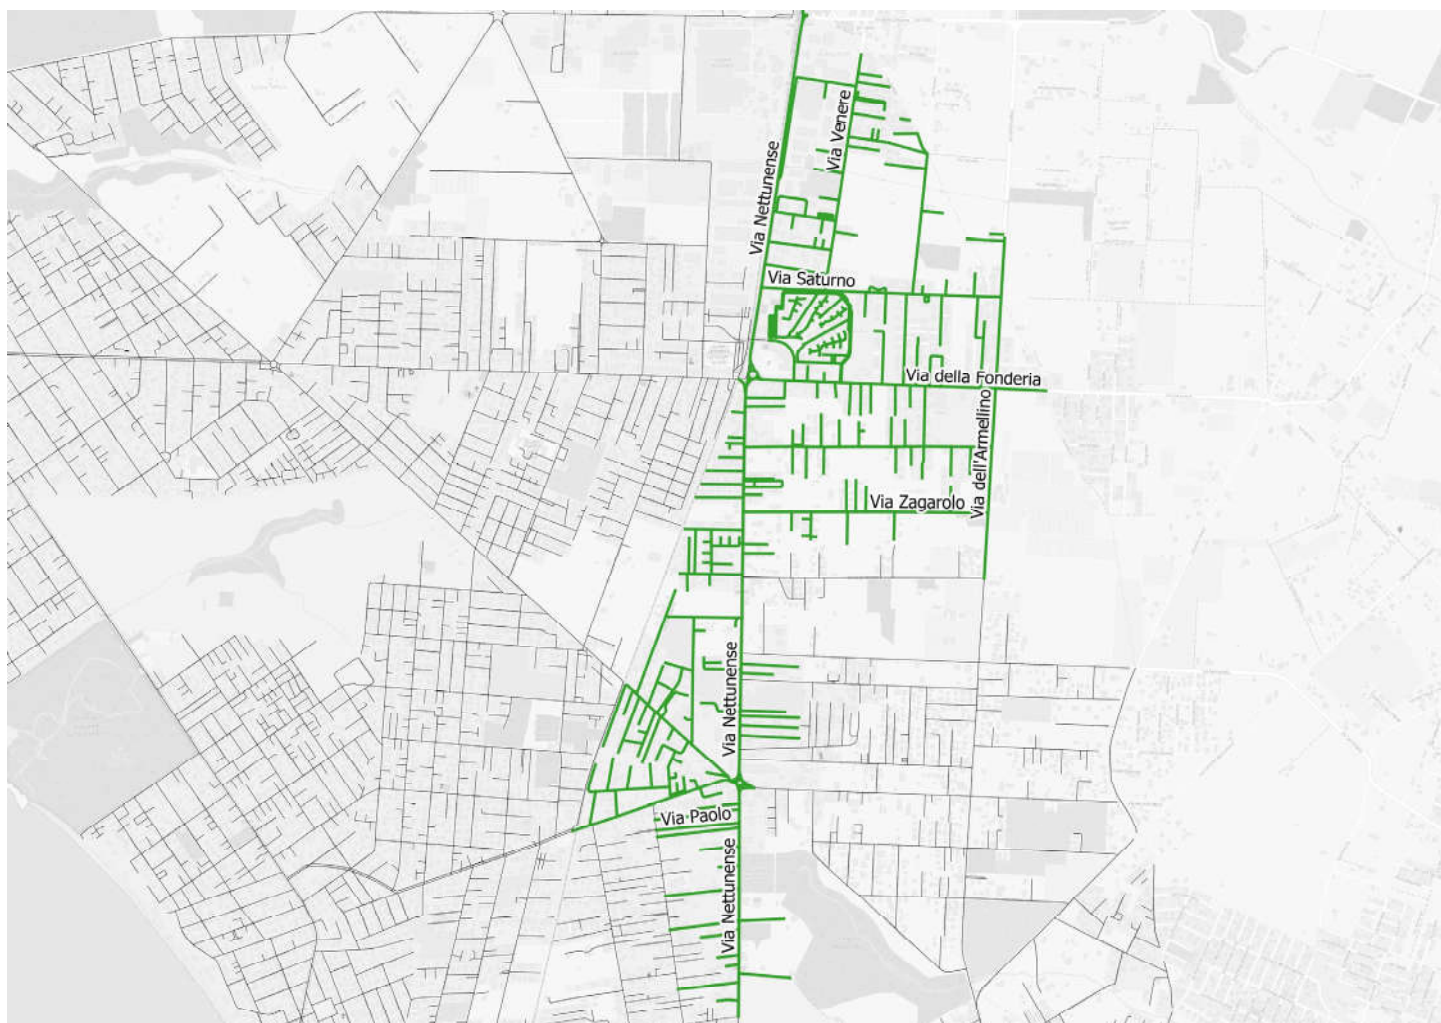 Via Venere
Via Nettunense
Via Saturno
Via della Fonderia
Via dell'Armellino
Via Zagarolo
Via Nettunense
Via Paolo
Via Nettunense